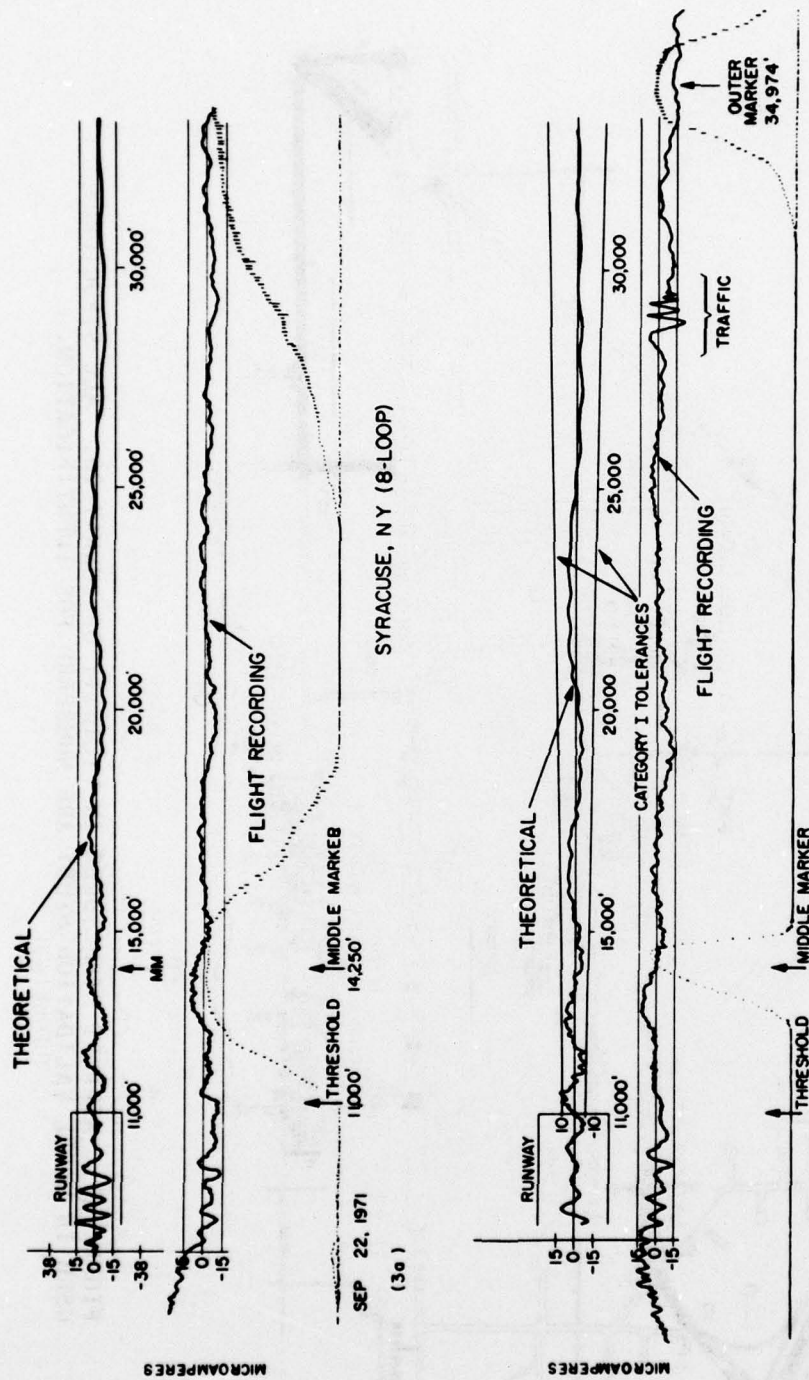 THEORETICAL
MICROAMPERES
38
15
0
-15
-38
RUNWAY
11,000'
MM
15,000'
20,000'
25,000'
30,000'
15
0
-15
FLIGHT RECORDING
THRESHOLD
11,000'
MIDDLE MARKER
14,250'
SEP 22, 1971
(3a)
SYRACUSE, NY (8-LOOP)
THEORETICAL
MICROAMPERES
15
0
-15
RUNWAY
10
-10
11,000'
15,000'
20,000
25,000
30,000
CATEGORY I TOLERANCES
15
0
-15
FLIGHT RECORDING
TRAFFIC
OUTER
MARKER
34,974'
THRESHOLD
MIDDLE MARKER